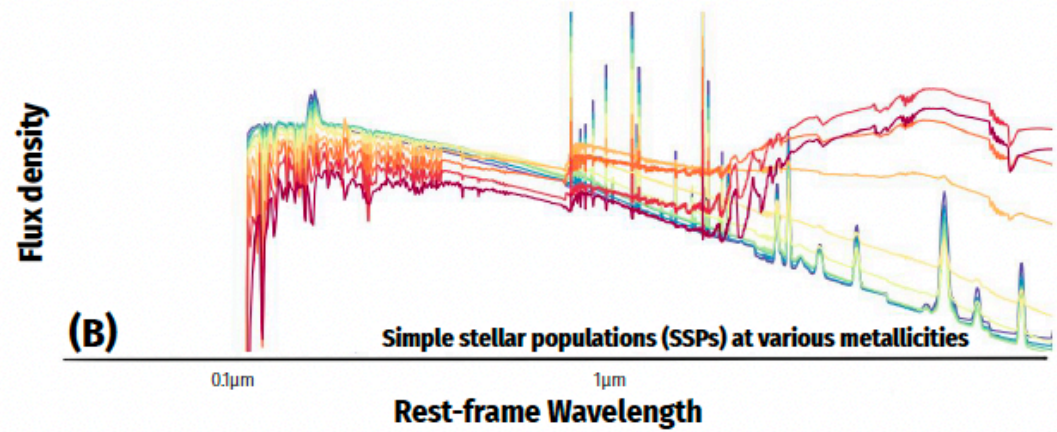 Flux density
(B)
Simple stellar populations (SSPs) at various metallicities
0.1μm
1μm
Rest-frame Wavelength